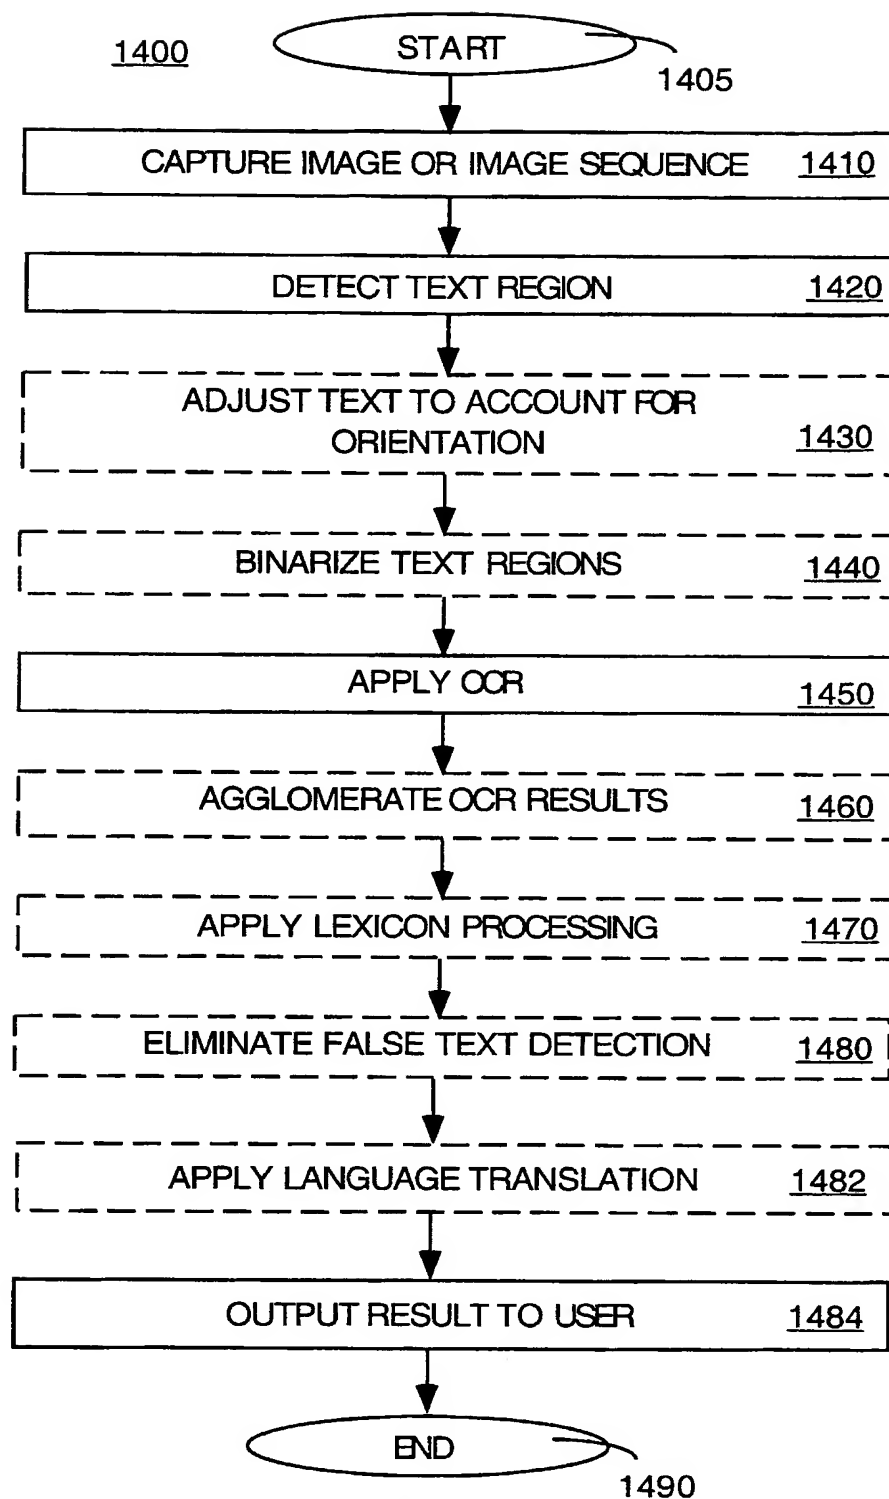 1400
START
1405
CAPTURE IMAGE OR IMAGE SEQUENCE 1410
DETECT TEXT REGION 1420
ADJUST TEXT TO ACCOUNT FOR
ORIENTATION 1430
BINARIZE TEXT REGIONS 1440
APPLY OCR 1450
AGGLOMERATE OCR RESULTS 1460
APPLY LEXICON PROCESSING 1470
ELIMINATE FALSE TEXT DETECTION 1480
APPLY LANGUAGE TRANSLATION 1482
OUTPUT RESULT TO USER 1484
END
1490